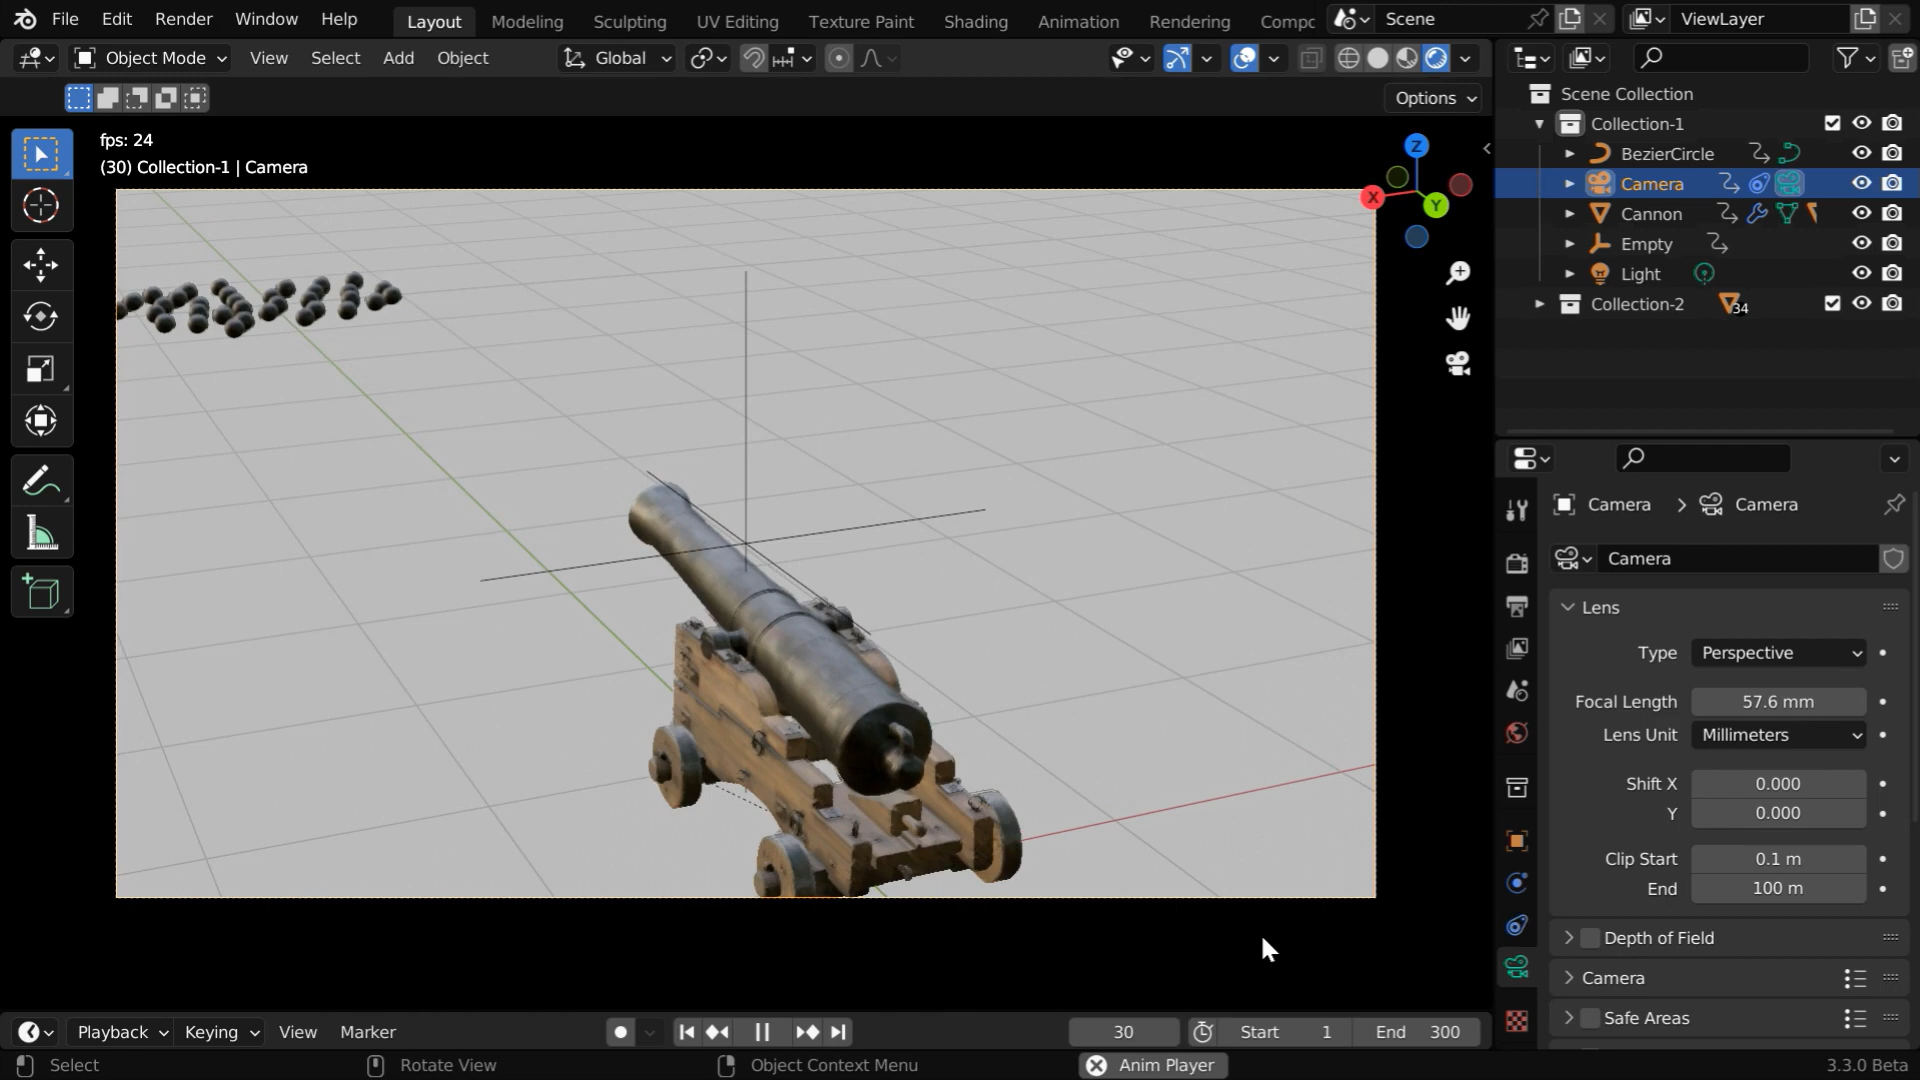 File Edit Render Window Help Layout Modeling Sculpting UV Editing Texture Paint Shading Animation Rendering Compc Scene ViewLayer
Object Mode View Select Add Object Global
Options
fps: 24
(30) Collection-1 | Camera
Z
X
Y
Scene Collection
Collection-1
BezierCircle
Camera
Cannon
Empty
Light
Collection-2 34
Camera > Camera
Camera
Lens
Type Perspective
Focal Length 57.6 mm
Lens Unit Millimeters
Shift X 0.000
Y 0.000
Clip Start 0.1 m
End 100 m
Depth of Field
Camera
Safe Areas
Playback Keying View Marker 30 Start 1 End 300
Select Rotate View Object Context Menu Anim Player 3.3.0 Beta